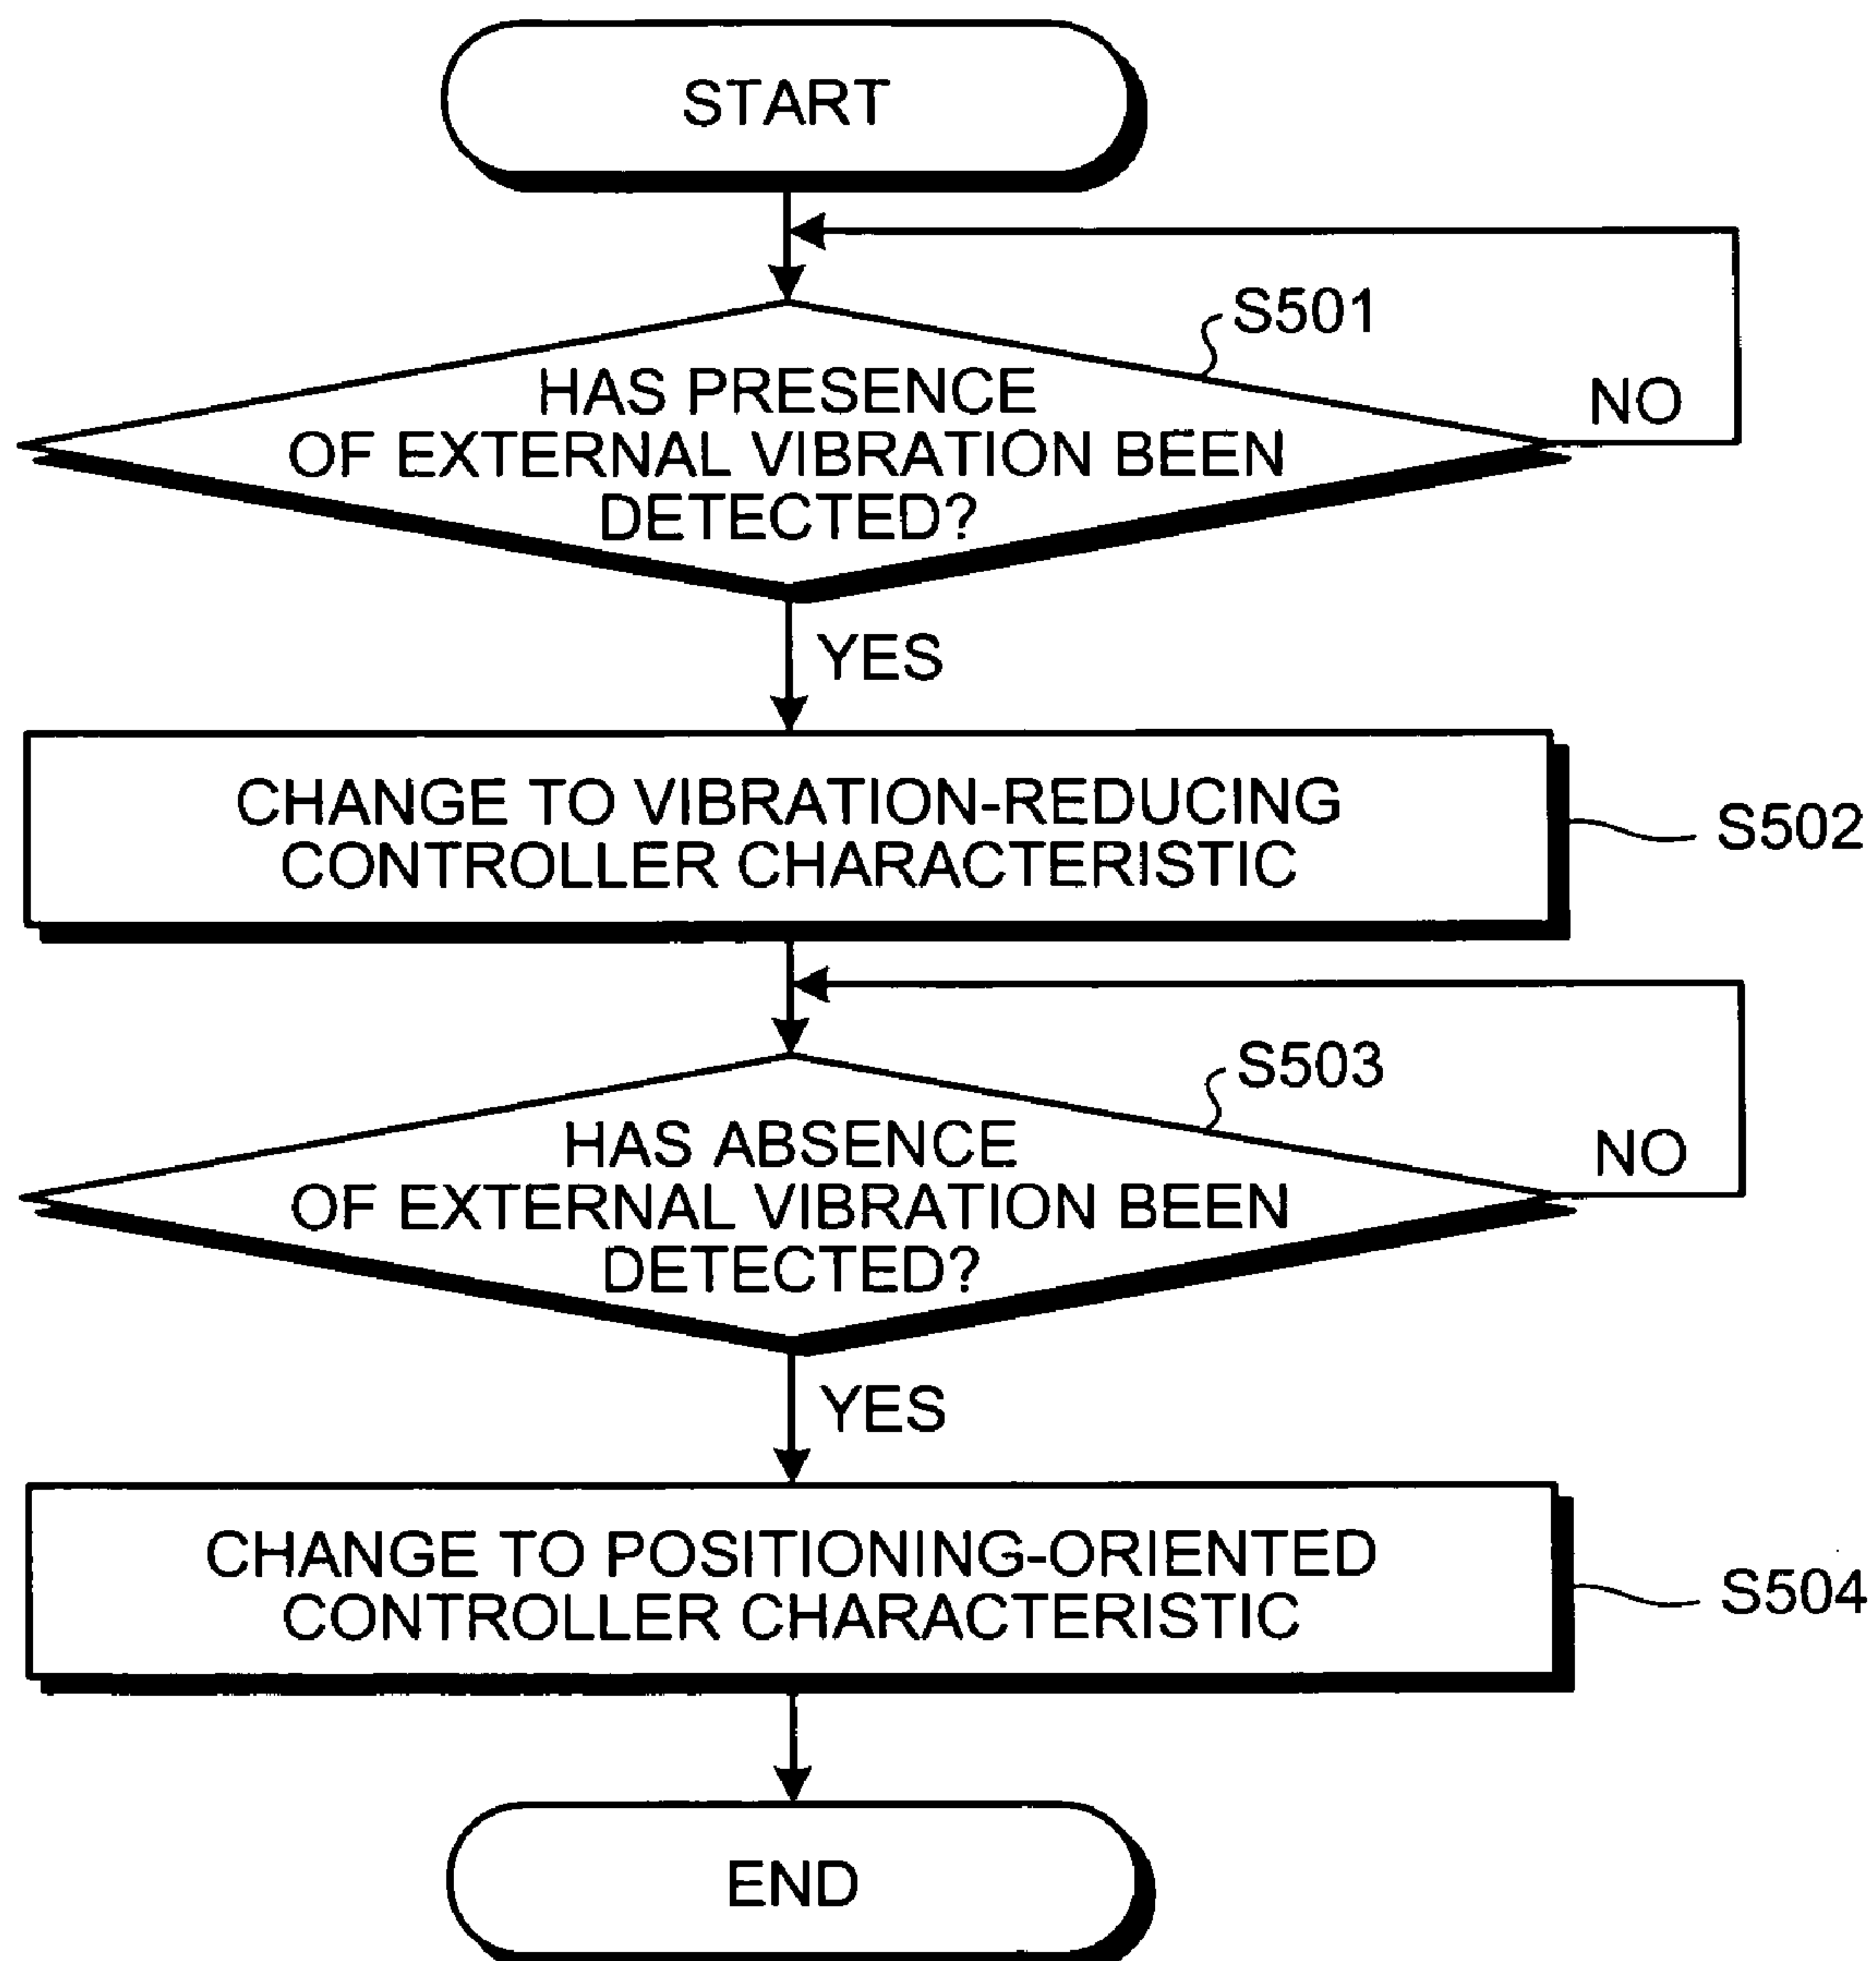 START
S501
HAS PRESENCE
OF EXTERNAL VIBRATION BEEN
DETECTED?
NO
YES
CHANGE TO VIBRATION-REDUCING
CONTROLLER CHARACTERISTIC
S502
S503
HAS ABSENCE
OF EXTERNAL VIBRATION BEEN
DETECTED?
NO
YES
CHANGE TO POSITIONING-ORIENTED
CONTROLLER CHARACTERISTIC
S504
END